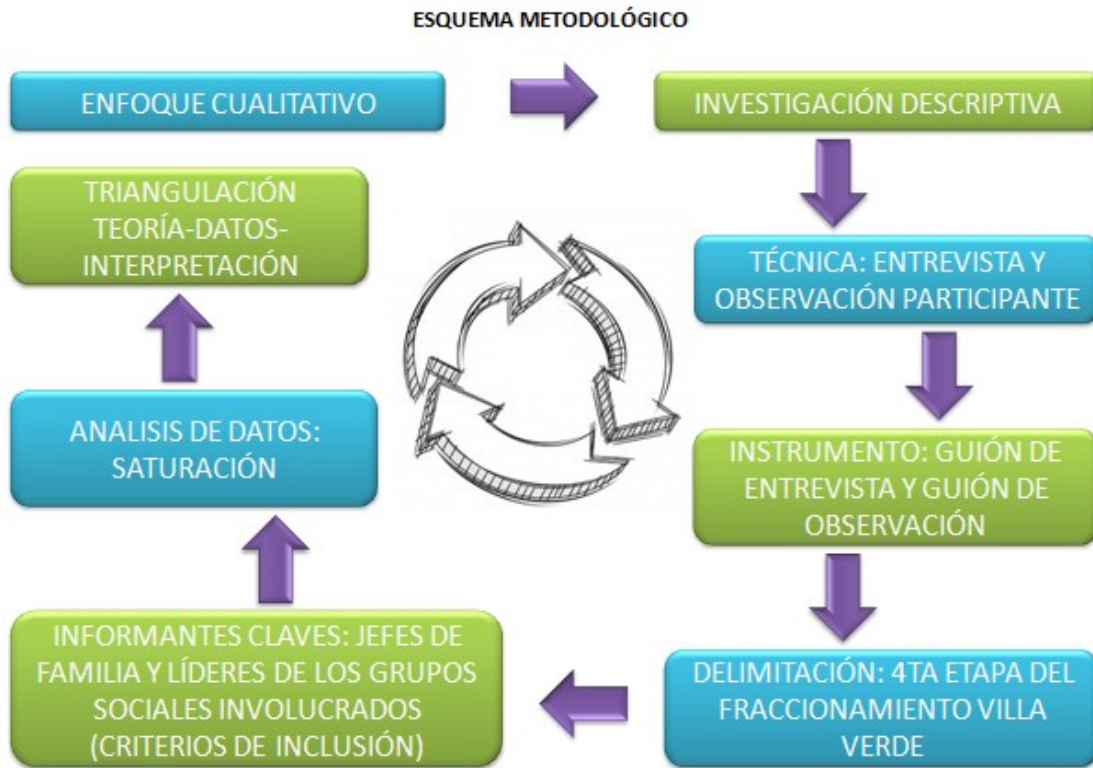 ESQUEMA METODOLÓGICO
ENFOQUE CUALITATIVO
INVESTIGACIÓN DESCRIPTIVA
TÉCNICA: ENTREVISTA Y
OBSERVACIÓN PARTICIPANTE
INSTRUMENTO: GUIÓN DE
ENTREVISTA Y GUIÓN DE
OBSERVACIÓN
DELIMITACIÓN: 4TA ETAPA DEL
FRACCIONAMIENTO VILLA
VERDE
INFORMANTES CLAVES: JEFES DE
FAMILIA Y LÍDERES DE LOS GRUPOS
SOCIALES INVOLUCRADOS
(CRITERIOS DE INCLUSIÓN)
ANALISIS DE DATOS:
SATURACIÓN
TRIANGULACIÓN
TEORÍA-DATOS-
INTERPRETACIÓN